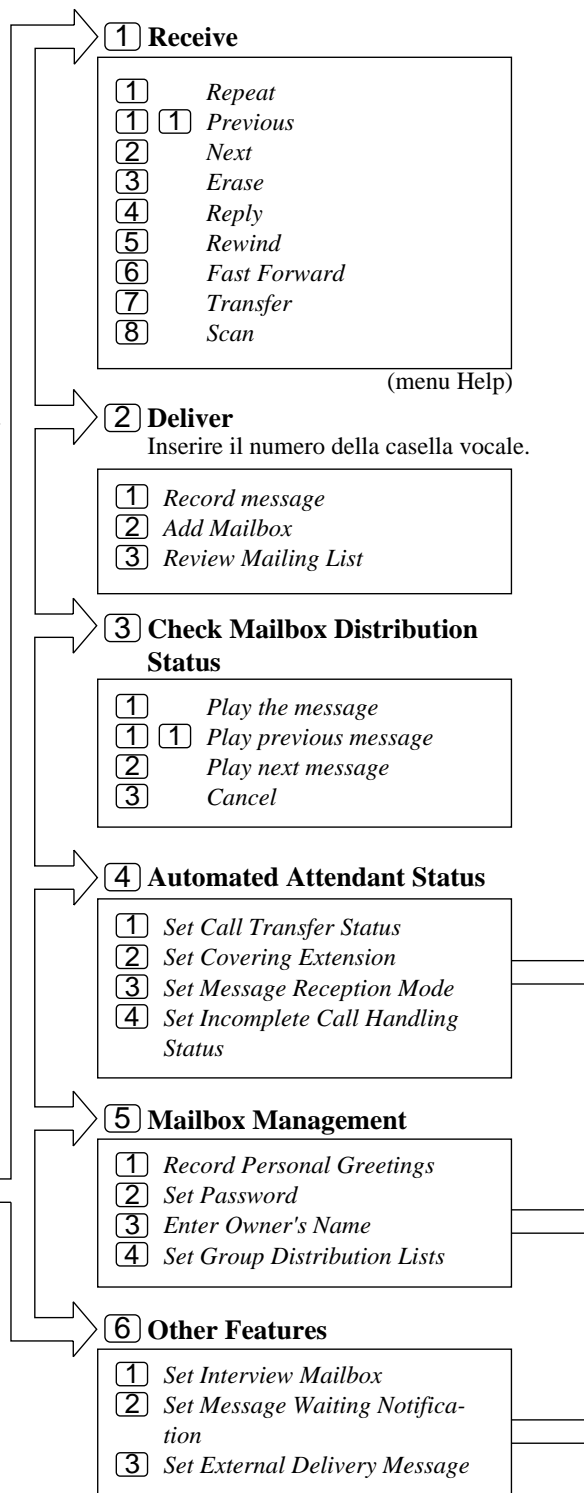 1 Receive
1 Repeat
1 1 Previous
2 Next
3 Erase
4 Reply
5 Rewind
6 Fast Forward
7 Transfer
8 Scan
(menu Help)
2 Deliver
Inserire il numero della casella vocale.
1 Record message
2 Add Mailbox
3 Review Mailing List
3 Check Mailbox Distribution
Status
1 Play the message
1 1 Play previous message
2 Play next message
3 Cancel
4 Automated Attendant Status
1 Set Call Transfer Status
2 Set Covering Extension
3 Set Message Reception Mode
4 Set Incomplete Call Handling
Status
5 Mailbox Management
1 Record Personal Greetings
2 Set Password
3 Enter Owner's Name
4 Set Group Distribution Lists
6 Other Features
1 Set Interview Mailbox
2 Set Message Waiting Notifica-
tion
3 Set External Delivery Message